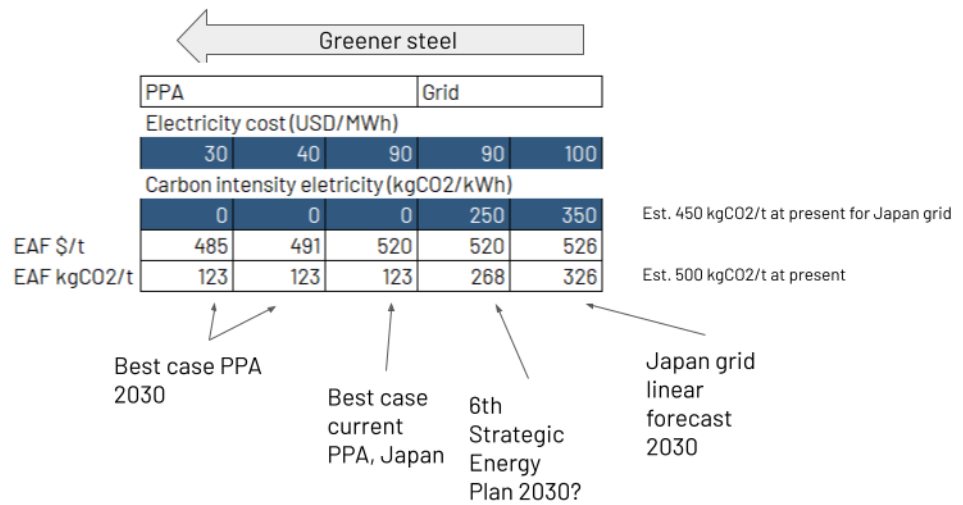 Greener steel
PPA Grid
Electricity cost (USD/MWh)
30 40 90 90 100
Carbon intensity eletricity (kgCO2/kWh)
0 0 0 250 350 Est. 450 kgCO2/t at present for Japan grid
EAF $/t 485 491 520 520 526
EAF kgCO2/t 123 123 123 268 326 Est. 500 kgCO2/t at present
Best case PPA
2030
Best case
current
PPA, Japan
6th
Strategic
Energy
Plan 2030?
Japan grid
linear
forecast
2030